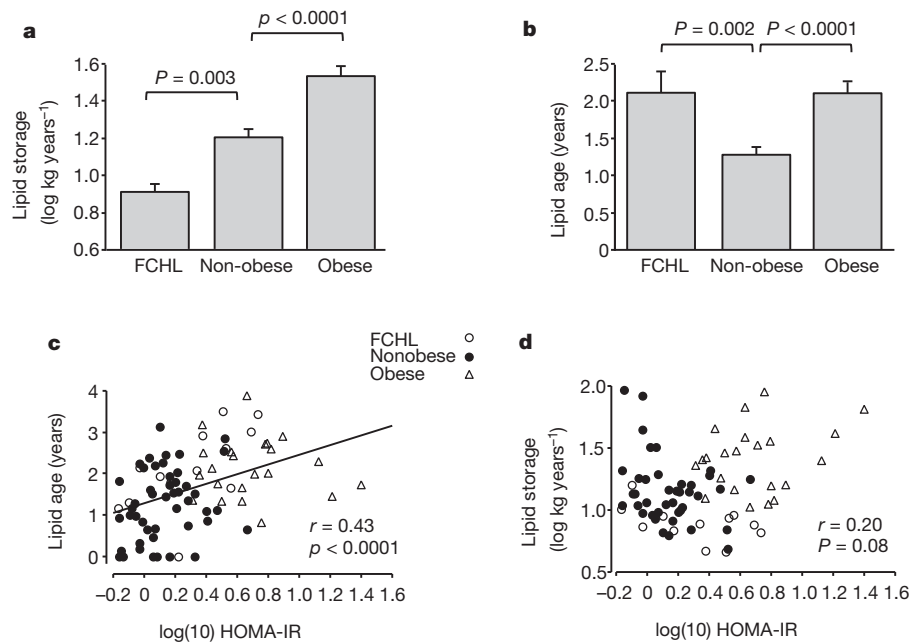 a
p < 0.0001
P = 0.003
Lipid storage
(log kg years⁻¹)
1.6
1.4
1.2
1.0
0.8
0.6
FCHL Non-obese Obese
b
P = 0.002 P < 0.0001
Lipid age (years)
2.5
2.0
1.5
1.0
0.5
0
FCHL Non-obese Obese
c
FCHL
Nonobese
Obese
Lipid age (years)
4
3
2
1
0
r = 0.43
p < 0.0001
−0.2 0 0.2 0.4 0.6 0.8 1.0 1.2 1.4 1.6
log(10) HOMA-IR
d
Lipid storage
(log kg years⁻¹)
2.0
1.5
1.0
0.5
r = 0.20
P = 0.08
−0.2 0 0.2 0.4 0.6 0.8 1.0 1.2 1.4 1.6
log(10) HOMA-IR